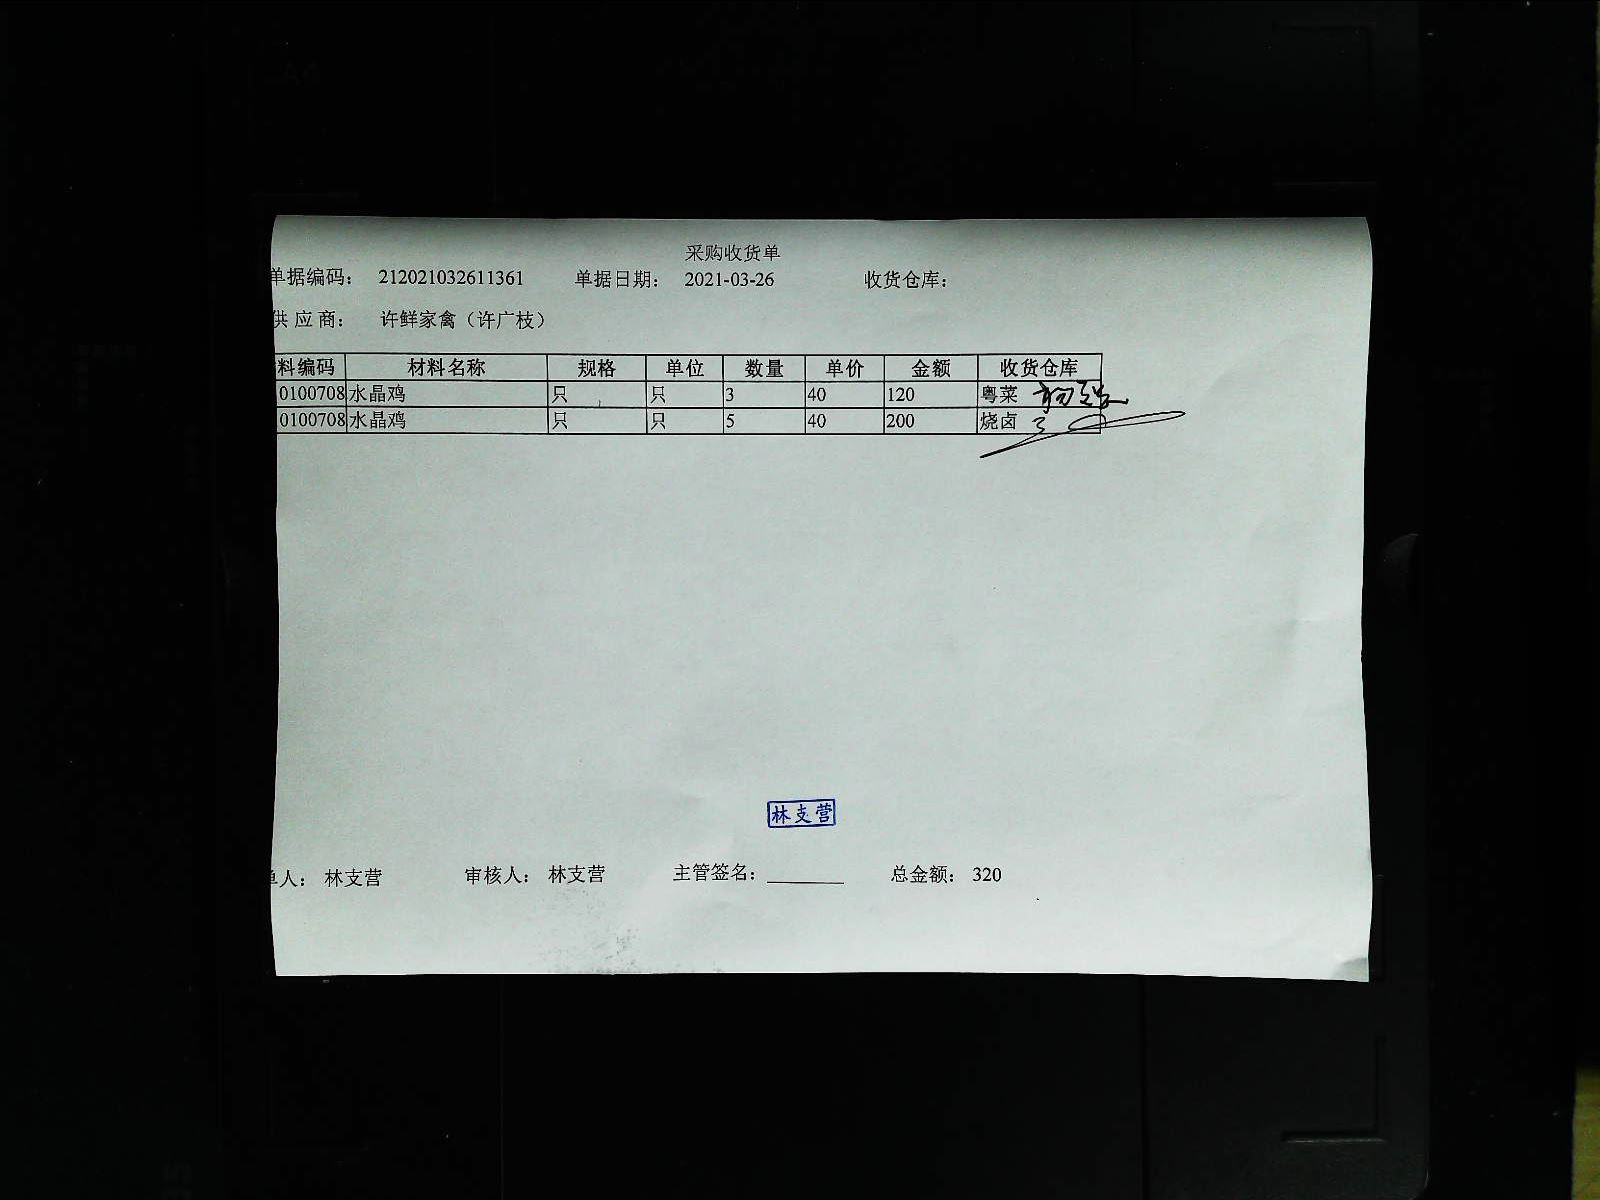 采购收货单
单据编码： 212021032611361 单据日期： 2021-03-26 收货仓库：
供应商： 许鲜家禽（许广枝）
料编码 材料名称 规格 单位 数量 单价 金额 收货仓库
0100708 水晶鸡 只 只 3 40 120 粤菜
0100708 水晶鸡 只 只 5 40 200 烧卤
林支营
单人： 林支营 审核人： 林支营 主管签名： 总金额： 320